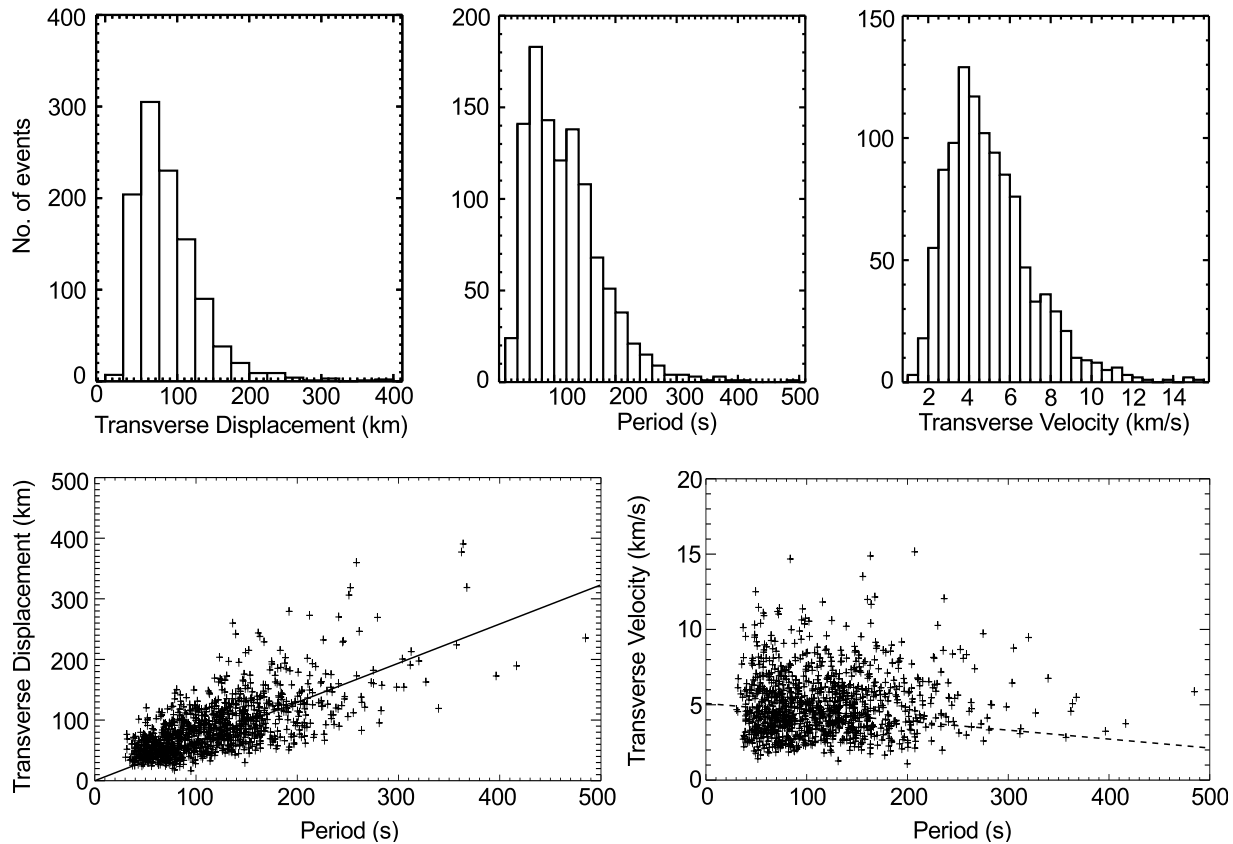 400
300
200
100
0
No. of events
0 100 200 300 400
Transverse Displacement (km)
200
150
100
50
0
100 200 300 400 500
Period (s)
150
100
50
0
2 4 6 8 10 12 14
Transverse Velocity (km/s)
500
400
300
200
100
0
Transverse Displacement (km)
0 100 200 300 400 500
Period (s)
20
15
10
5
0
Transverse Velocity (km/s)
0 100 200 300 400 500
Period (s)